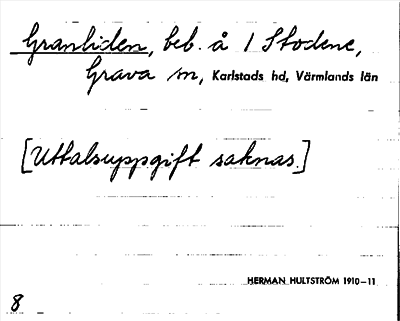 Granliden, beb. å 1 Stodene,
Grava sn, Karlstads hd, Värmlands län
[Uttalsuppgift saknas.]
HERMAN HULTSTRÖM 1910–11
8